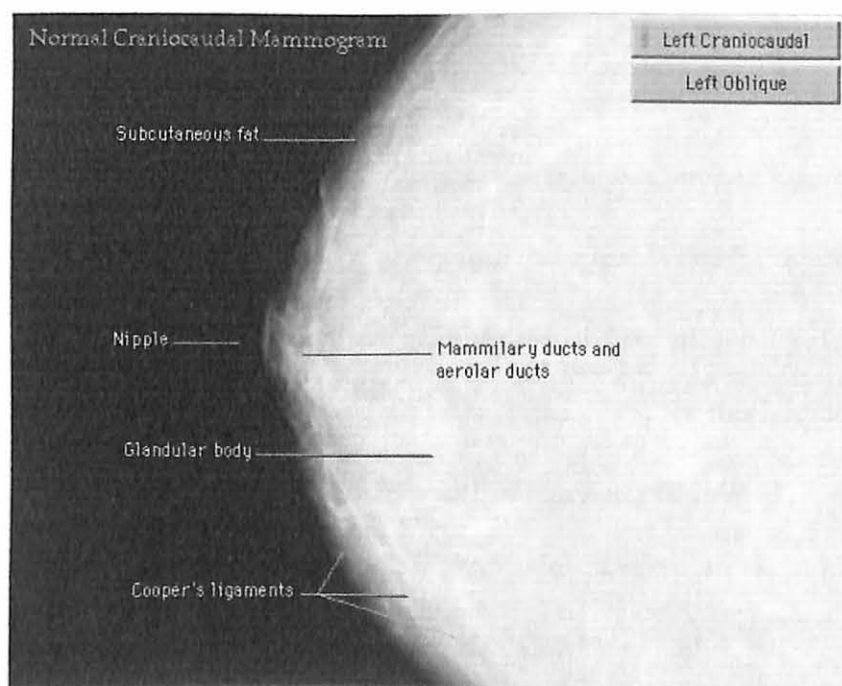 Normal Craniocaudal Mammogram
Left Craniocaudal
Left Oblique
Subcutaneous fat
Nipple
Mammilary ducts and
aerolar ducts
Glandular body
Cooper's ligaments